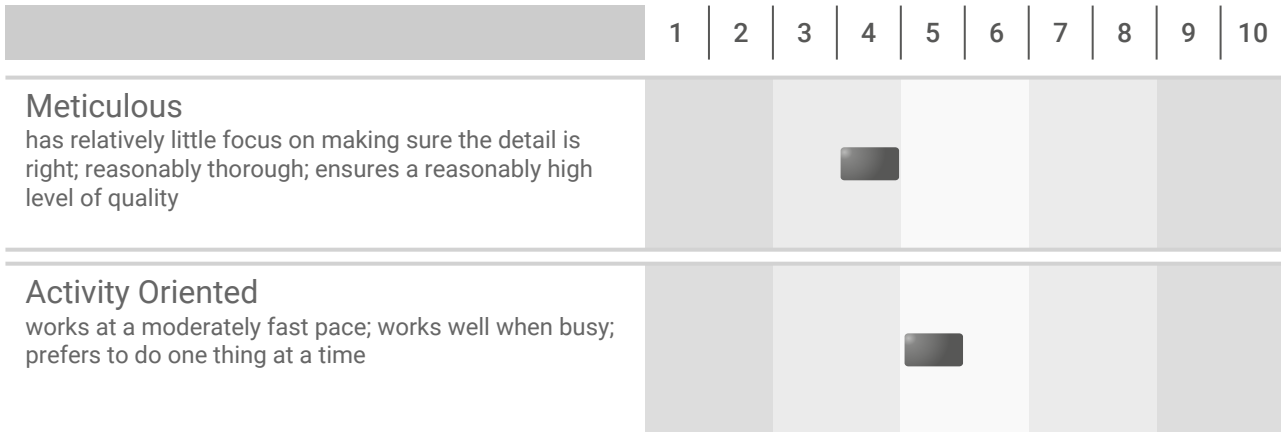 1 2 3 4 5 6 7 8 9 10
Meticulous
has relatively little focus on making sure the detail is
right; reasonably thorough; ensures a reasonably high
level of quality
Activity Oriented
works at a moderately fast pace; works well when busy;
prefers to do one thing at a time